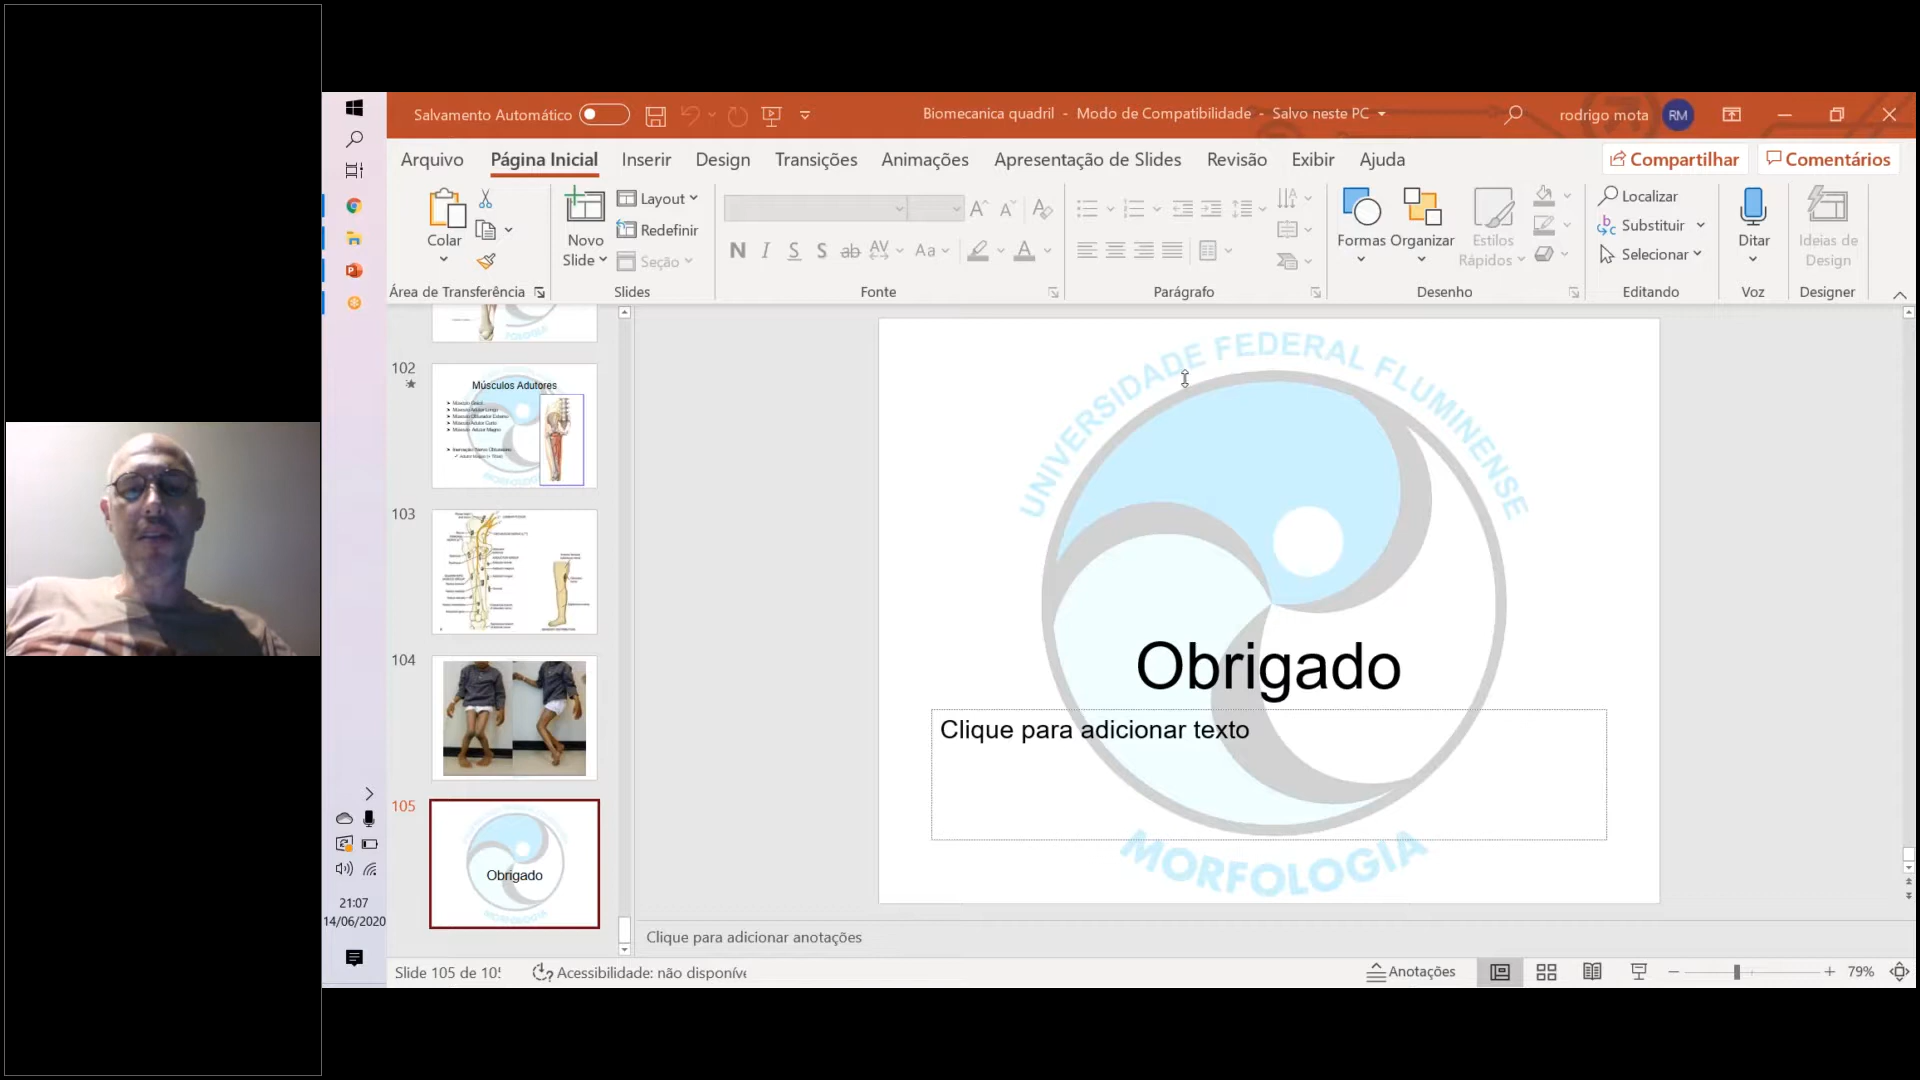 Salvamento Automático
Biomecanica quadril - Modo de Compatibilidade - Salvo neste PC
rodrigo mota
RM
Arquivo Página Inicial Inserir Design Transições Animações Apresentação de Slides Revisão Exibir Ajuda
Compartilhar
Comentários
Colar
Novo
Slide
Layout
Redefinir
Seção
N I S S ab AV Aa A
Formas
Organizar
Estilos
Rápidos
Localizar
Substituir
Selecionar
Ditar
Ideias de
Design
Área de Transferência
Slides
Fonte
Parágrafo
Desenho
Editando
Voz
Designer
102
Músculos Adutores
MORFOLOGIA
103
104
105
Obrigado
UNIVERSIDADE FEDERAL FLUMINENSE
Obrigado
Clique para adicionar texto
MORFOLOGIA
Clique para adicionar anotações
21:07
14/06/2020
Slide 105 de 10
Acessibilidade: não disponíve
Anotações
79%